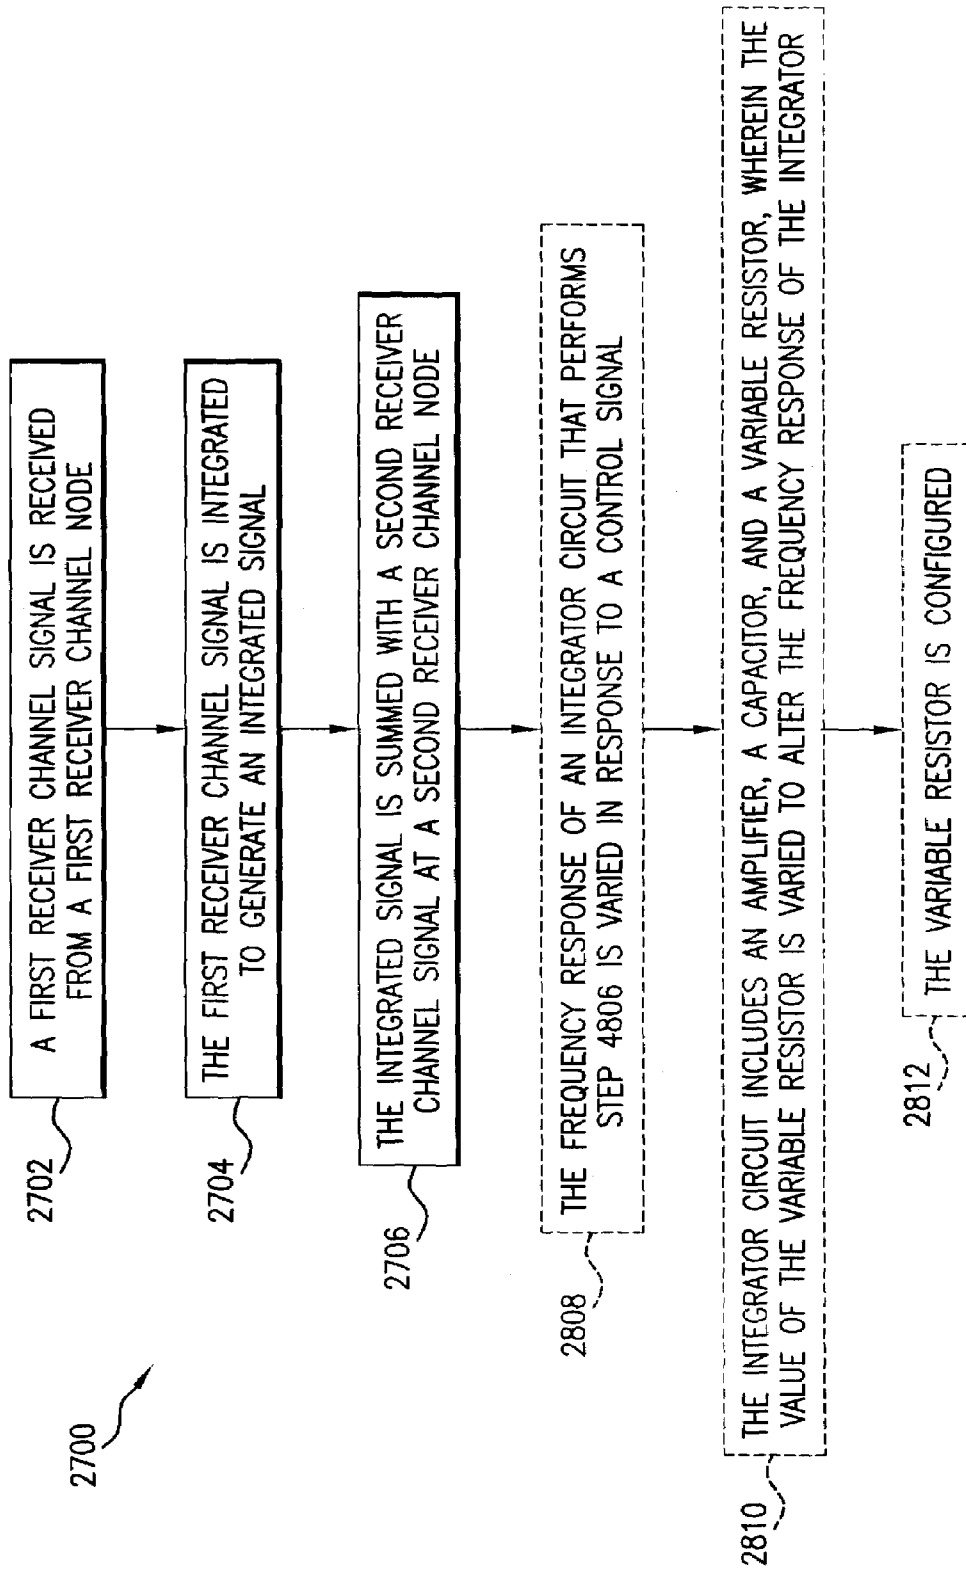 2700
2702
A FIRST RECEIVER CHANNEL SIGNAL IS RECEIVED
FROM A FIRST RECEIVER CHANNEL NODE
2704
THE FIRST RECEIVER CHANNEL SIGNAL IS INTEGRATED
TO GENERATE AN INTEGRATED SIGNAL
2706
THE INTEGRATED SIGNAL IS SUMMED WITH A SECOND RECEIVER
CHANNEL SIGNAL AT A SECOND RECEIVER CHANNEL NODE
2808
THE FREQUENCY RESPONSE OF AN INTEGRATOR CIRCUIT THAT PERFORMS
STEP 4806 IS VARIED IN RESPONSE TO A CONTROL SIGNAL
2810
THE INTEGRATOR CIRCUIT INCLUDES AN AMPLIFIER, A CAPACITOR, AND A VARIABLE RESISTOR, WHEREIN THE
VALUE OF THE VARIABLE RESISTOR IS VARIED TO ALTER THE FREQUENCY RESPONSE OF THE INTEGRATOR
2812
THE VARIABLE RESISTOR IS CONFIGURED